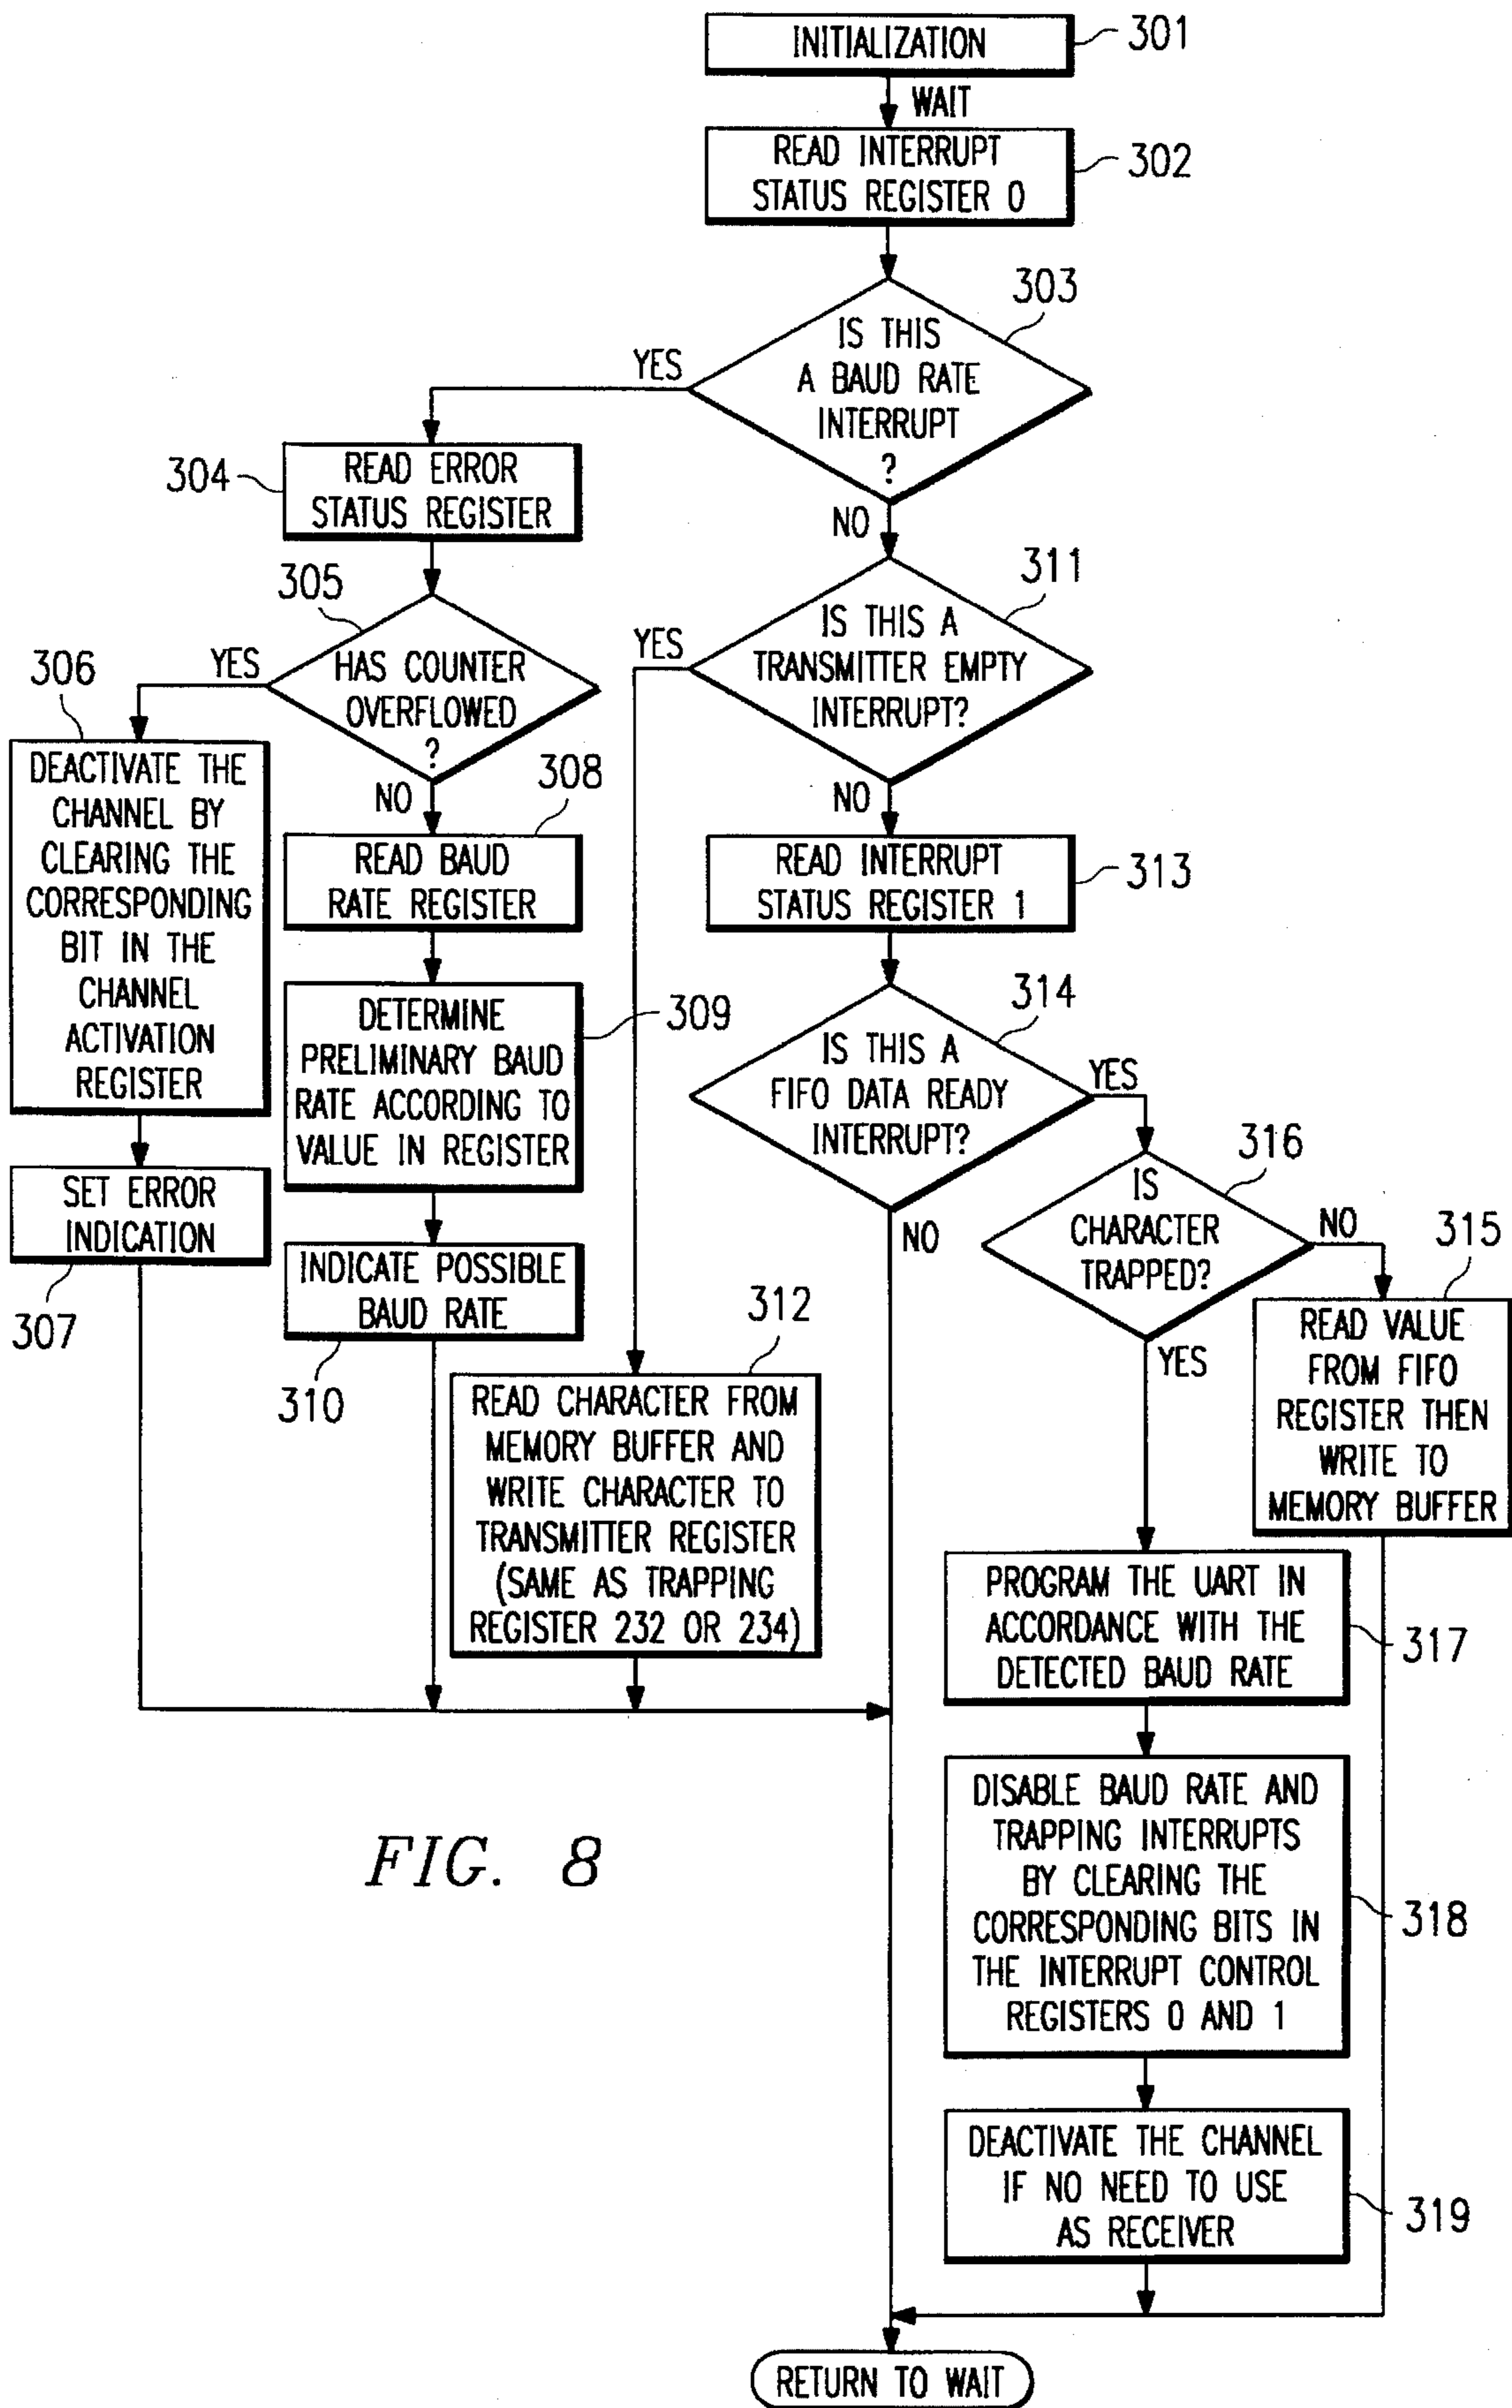 INITIALIZATION
301
WAIT
READ INTERRUPT
STATUS REGISTER 0
302
303
IS THIS
A BAUD RATE
INTERRUPT
?
YES
NO
304
READ ERROR
STATUS REGISTER
305
HAS COUNTER
OVERFLOWED
?
YES
NO
306
DEACTIVATE THE
CHANNEL BY
CLEARING THE
CORRESPONDING
BIT IN THE
CHANNEL
ACTIVATION
REGISTER
SET ERROR
INDICATION
307
308
READ BAUD
RATE REGISTER
DETERMINE
PRELIMINARY BAUD
RATE ACCORDING TO
VALUE IN REGISTER
309
INDICATE POSSIBLE
BAUD RATE
310
311
IS THIS A
TRANSMITTER EMPTY
INTERRUPT?
YES
NO
312
READ CHARACTER FROM
MEMORY BUFFER AND
WRITE CHARACTER TO
TRANSMITTER REGISTER
(SAME AS TRAPPING
REGISTER 232 OR 234)
READ INTERRUPT
STATUS REGISTER 1
313
314
IS THIS A
FIFO DATA READY
INTERRUPT?
YES
NO
316
IS
CHARACTER
TRAPPED?
NO
YES
315
READ VALUE
FROM FIFO
REGISTER THEN
WRITE TO
MEMORY BUFFER
PROGRAM THE UART IN
ACCORDANCE WITH THE
DETECTED BAUD RATE
317
DISABLE BAUD RATE AND
TRAPPING INTERRUPTS
BY CLEARING THE
CORRESPONDING BITS IN
THE INTERRUPT CONTROL
REGISTERS 0 AND 1
318
DEACTIVATE THE CHANNEL
IF NO NEED TO USE
AS RECEIVER
319
RETURN TO WAIT
FIG. 8